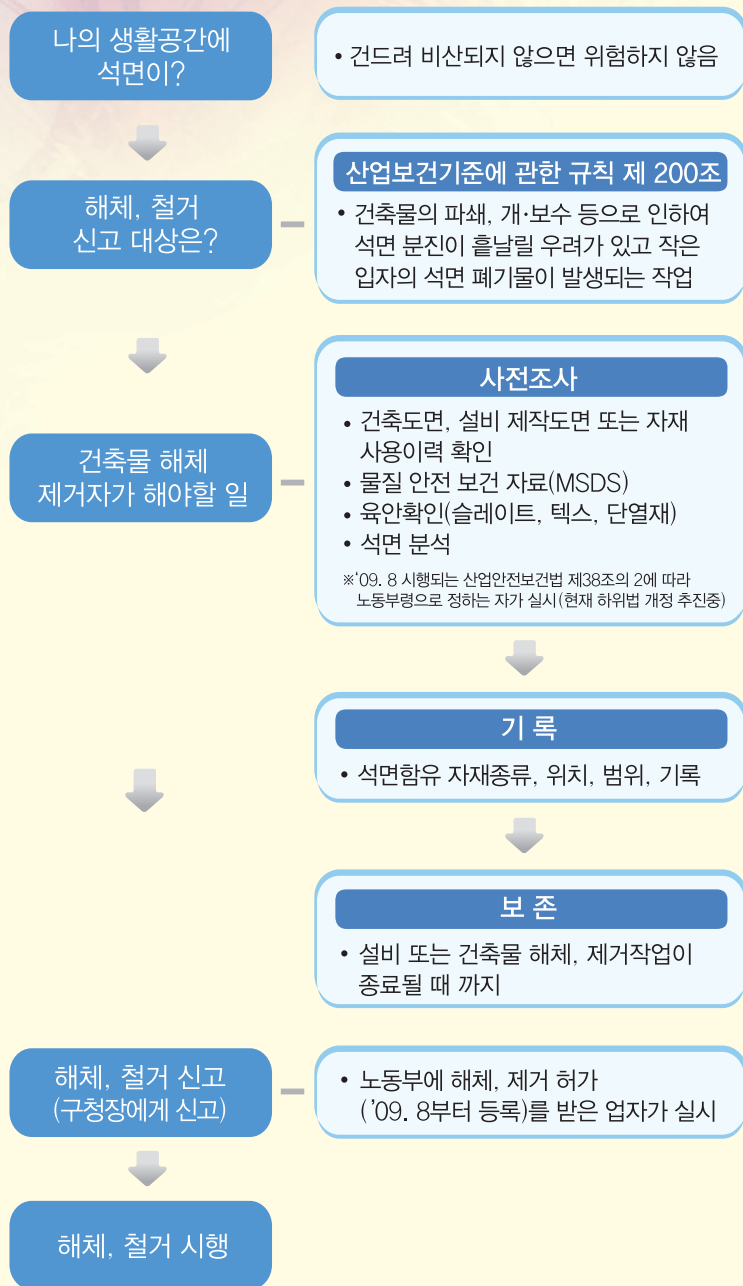 나의 생활공간에
석면이?
• 건드려 비산되지 않으면 위험하지 않음
해체, 철거
신고 대상은?
산업보건기준에 관한 규칙 제 200조
• 건축물의 파쇄, 개·보수 등으로 인하여
석면 분진이 흩날릴 우려가 있고 작은
입자의 석면 폐기물이 발생되는 작업
건축물 해체
제거자가 해야할 일
사전조사
• 건축도면, 설비 제작도면 또는 자재
사용이력 확인
• 물질 안전 보건 자료(MSDS)
• 육안확인(슬레이트, 텍스, 단열재)
• 석면 분석
※‘09. 8 시행되는 산업안전보건법 제38조의 2에 따라
노동부령으로 정하는 자가 실시(현재 하위법 개정 추진중)
기 록
• 석면함유 자재종류, 위치, 범위, 기록
보 존
• 설비 또는 건축물 해체, 제거작업이
종료될 때 까지
해체, 철거 신고
(구청장에게 신고)
• 노동부에 해체, 제거 허가
(’09. 8부터 등록)를 받은 업자가 실시
해체, 철거 시행